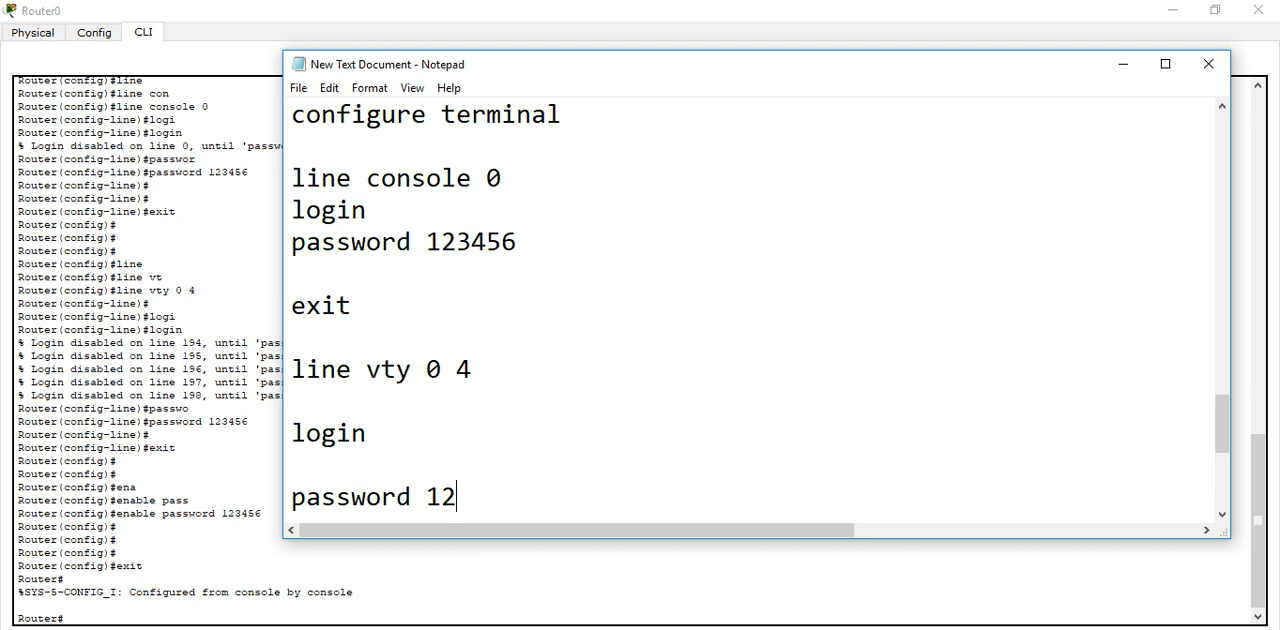 Router0
Physical Config CLI
Router(config)#line
Router(config)#line con
Router(config)#line console 0
Router(config-line)#logi
Router(config-line)#login
% Login disabled on line 0, until 'passw
Router(config-line)#passwor
Router(config-line)#password 123456
Router(config-line)#
Router(config-line)#
Router(config-line)#exit
Router(config)#
Router(config)#
Router(config)#
Router(config)#line
Router(config)#line vt
Router(config)#line vty 0 4
Router(config-line)#
Router(config-line)#logi
Router(config-line)#login
% Login disabled on line 194, until 'pas
% Login disabled on line 195, until 'pas
% Login disabled on line 196, until 'pas
% Login disabled on line 197, until 'pas
% Login disabled on line 198, until 'pas
Router(config-line)#passwo
Router(config-line)#password 123456
Router(config-line)#
Router(config-line)#exit
Router(config)#
Router(config)#
Router(config)#ena
Router(config)#enable pass
Router(config)#enable password 123456
Router(config)#
Router(config)#
Router(config)#
Router(config)#exit
Router#
%SYS-5-CONFIG_I: Configured from console by console
Router#
New Text Document - Notepad
File Edit Format View Help
configure terminal
line console 0
login
password 123456
exit
line vty 0 4
login
password 12